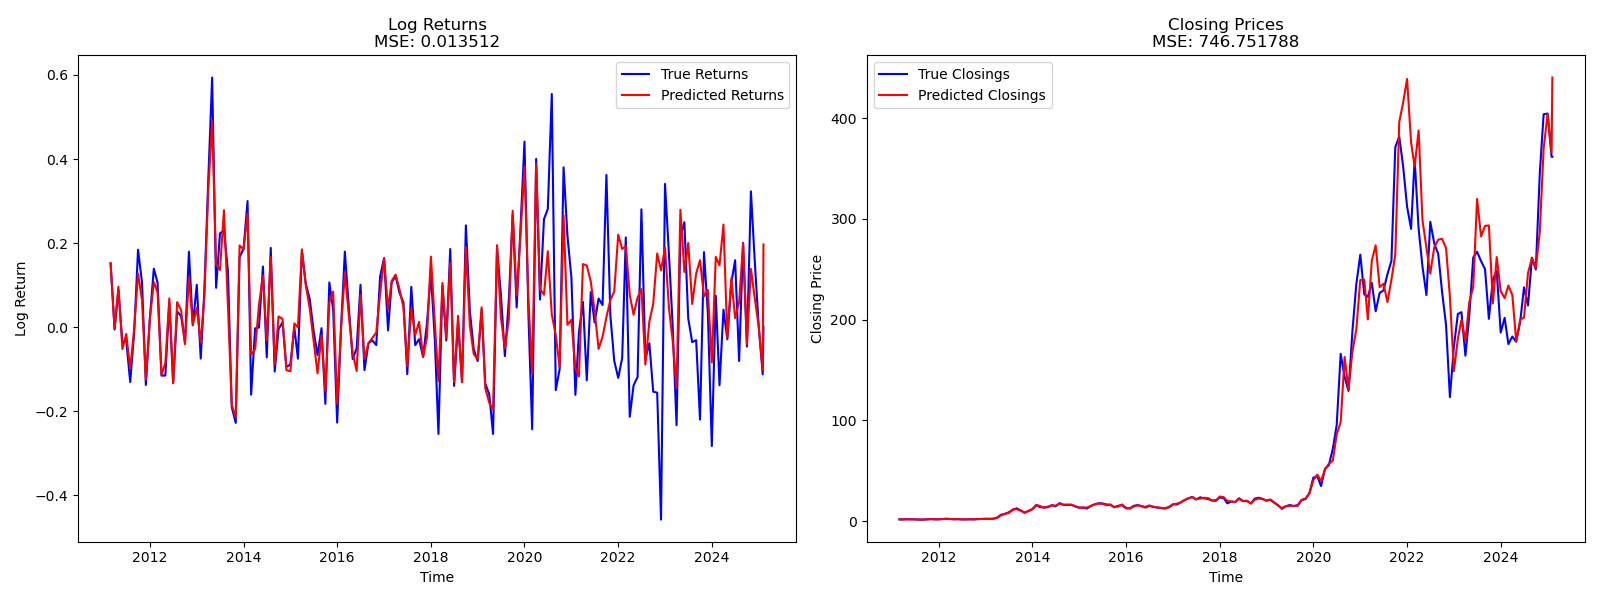 Log Returns
MSE: 0.013512
True Returns
Predicted Returns
0.6
0.4
0.2
0.0
−0.2
−0.4
Log Return
2012
2014
2016
2018
2020
2022
2024
Time
Closing Prices
MSE: 746.751788
True Closings
Predicted Closings
400
300
200
100
0
Closing Price
2012
2014
2016
2018
2020
2022
2024
Time